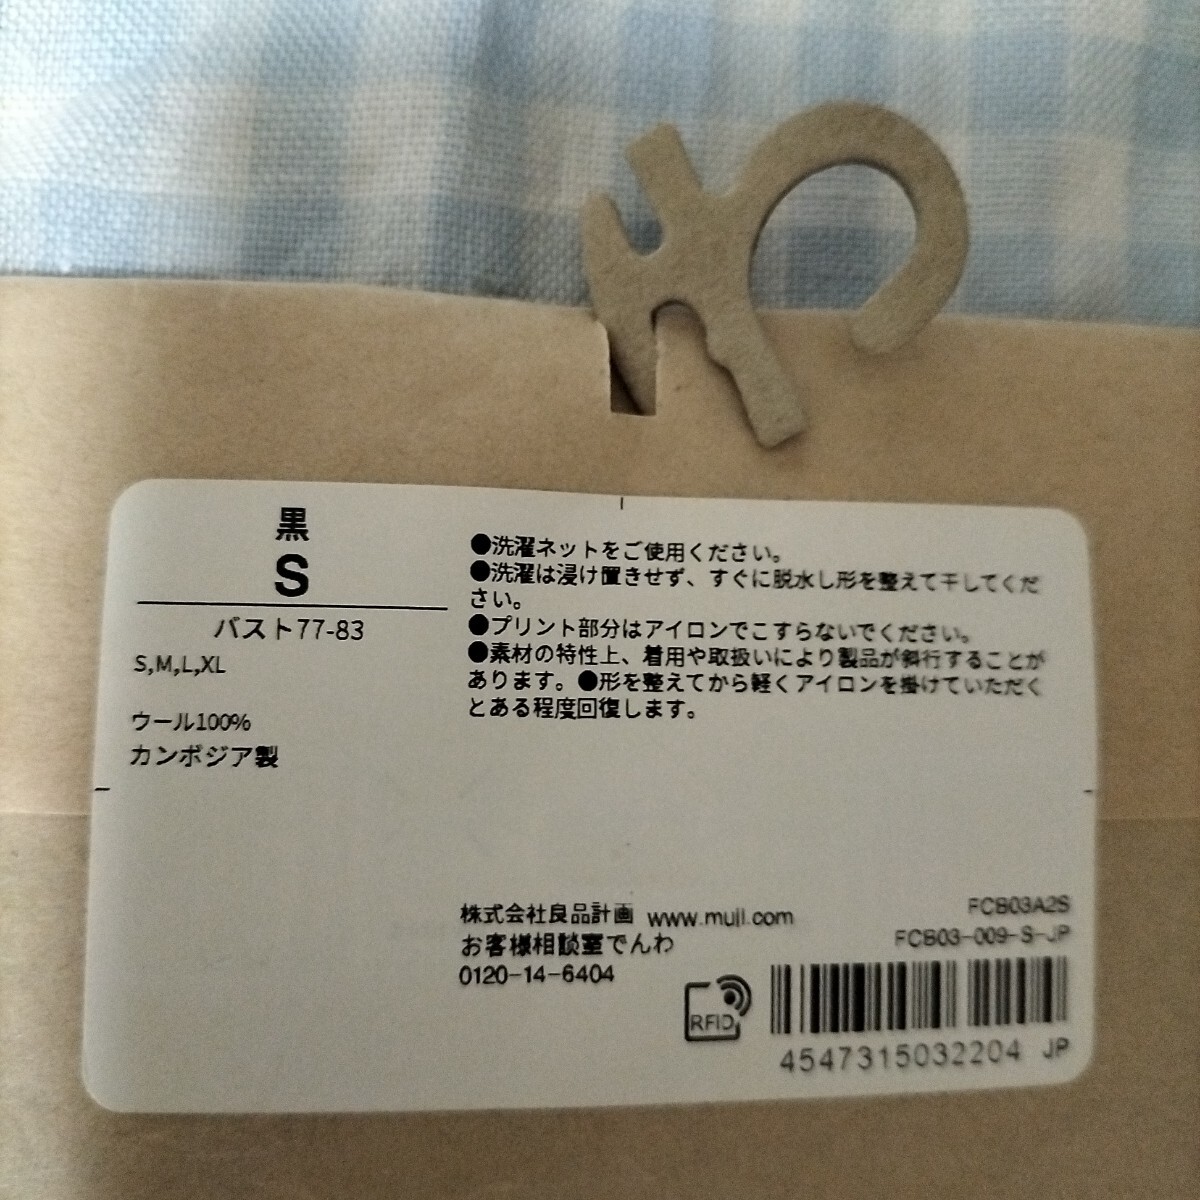 黒
S
バスト77-83
S,M,L,XL
ウール100%
カンボジア製
●洗濯ネットをご使用ください。
●洗濯は浸け置きせず、すぐに脱水し形を整えて干してくだ
さい。
●プリント部分はアイロンでこすらないでください。
●素材の特性上、着用や取扱いにより製品が斜行することが
あります。●形を整えてから軽くアイロンを掛けていただく
とある程度回復します。
株式会社良品計画 www.muji.com
お客様相談室でんわ
0120-14-6404
FCB03A2S
FCB03-009-S-JP
RFID
4547315032204 JP